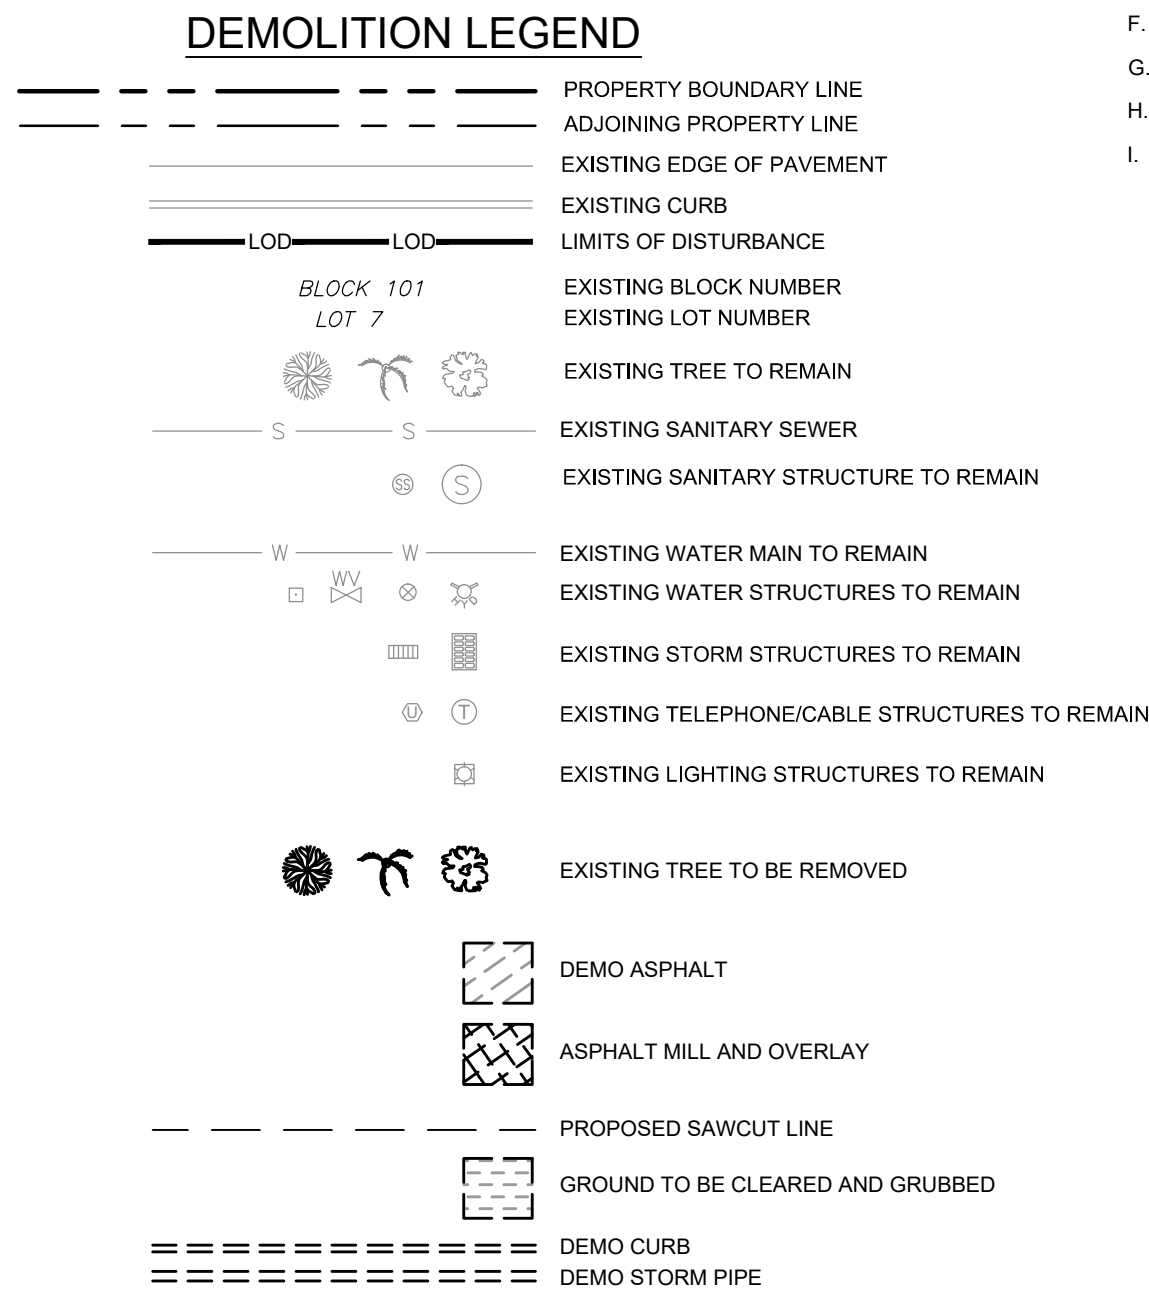 DEMOLITION LEGEND
F.
G.
H.
I.
PROPERTY BOUNDARY LINE
ADJOINING PROPERTY LINE
EXISTING EDGE OF PAVEMENT
EXISTING CURB
LOD LOD LIMITS OF DISTURBANCE
BLOCK 101 EXISTING BLOCK NUMBER
LOT 7 EXISTING LOT NUMBER
EXISTING TREE TO REMAIN
S S EXISTING SANITARY SEWER
SS S EXISTING SANITARY STRUCTURE TO REMAIN
W W EXISTING WATER MAIN TO REMAIN
WV EXISTING WATER STRUCTURES TO REMAIN
EXISTING STORM STRUCTURES TO REMAIN
U T EXISTING TELEPHONE/CABLE STRUCTURES TO REMAIN
EXISTING LIGHTING STRUCTURES TO REMAIN
EXISTING TREE TO BE REMOVED
DEMO ASPHALT
ASPHALT MILL AND OVERLAY
PROPOSED SAWCUT LINE
GROUND TO BE CLEARED AND GRUBBED
DEMO CURB
DEMO STORM PIPE